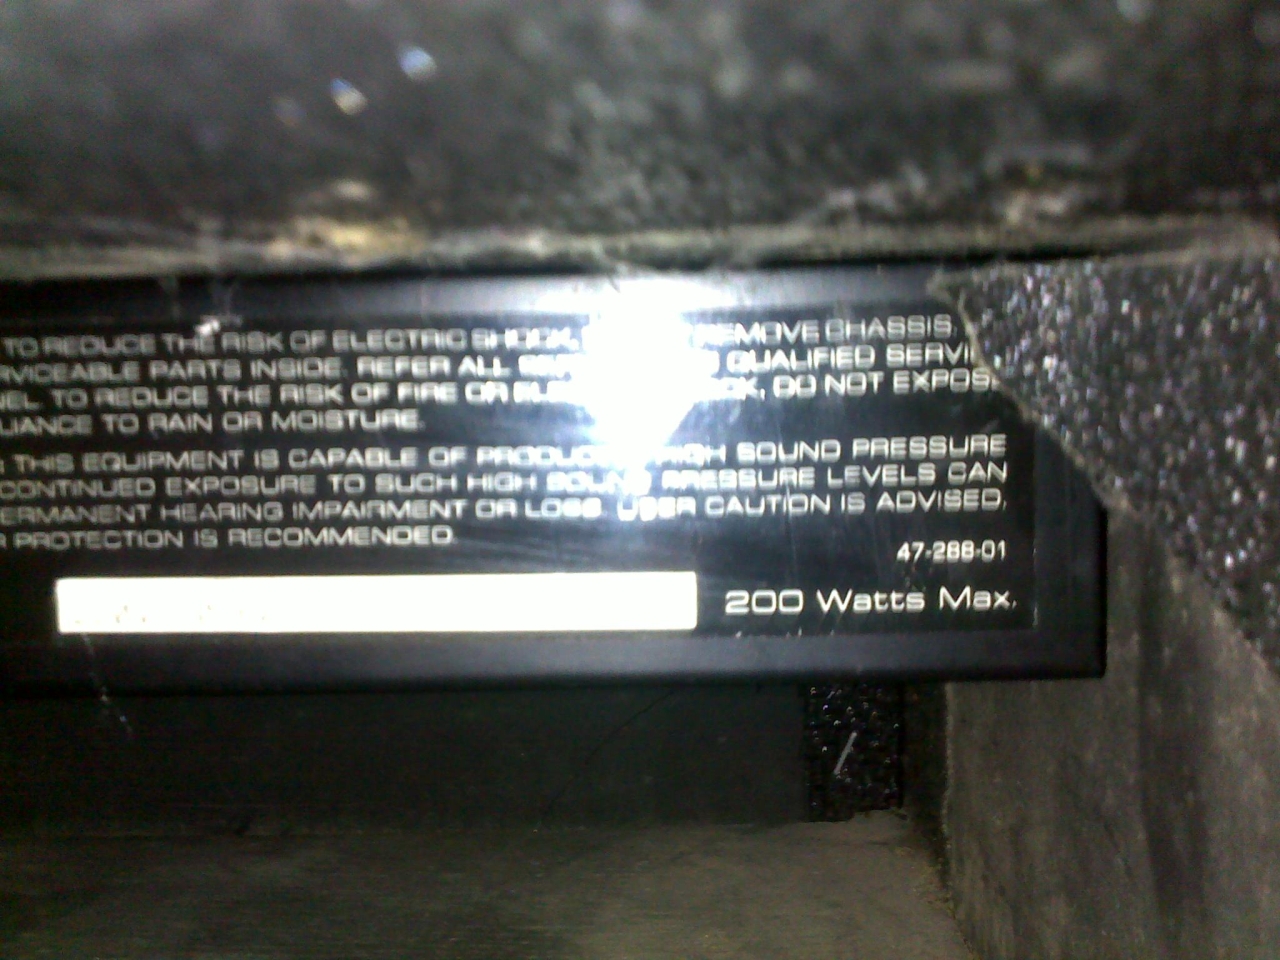 TO REDUCE THE RISK OF ELECTRIC SHOCK, REMOVE CHASSIS,
RVICEABLE PARTS INSIDE. REFER ALL QUALIFIED SERVI
NEL TO REDUCE THE RISK OF FIRE OR DO NOT EXPOS
LIANCE TO RAIN OR MOISTURE.
THIS EQUIPMENT IS CAPABLE OF HIGH SOUND PRESSURE
CONTINUED EXPOSURE TO SUCH HIGH SOUND PRESSURE LEVELS CAN
ERMANENT HEARING IMPAIRMENT OR LOSS. USER CAUTION IS ADVISED,
R PROTECTION IS RECOMMENDED
47-288-01
200 Watts Max.